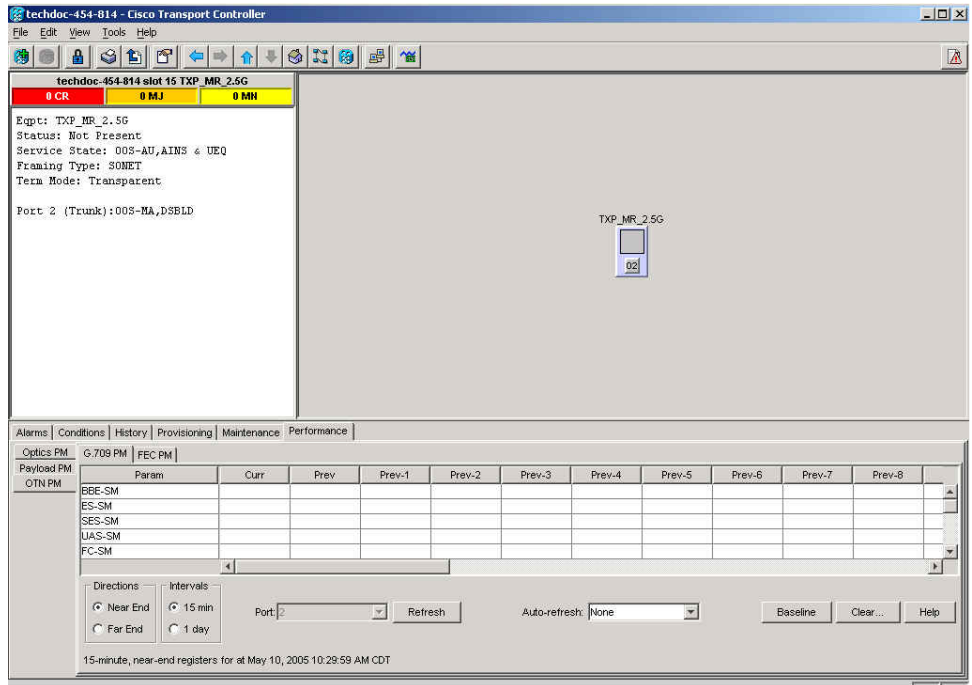 techdoc-454-814 - Cisco Transport Controller
File Edit View Tools Help
techdoc-454-814 slot 15 TXP_MR_2.5G
0 CR 0 MJ 0 MN
Eqpt: TXP_MR_2.5G
Status: Not Present
Service State: OOS-AU,AINS & UEQ
Framing Type: SONET
Term Mode: Transparent
Port 2 (Trunk):OOS-MA,DSBLD
TXP_MR_2.5G
02
Alarms Conditions History Provisioning Maintenance Performance
Optics PM
Payload PM
OTN PM
G.709 PM FEC PM
Param Curr Prev Prev-1 Prev-2 Prev-3 Prev-4 Prev-5 Prev-6 Prev-7 Prev-8
BBE-SM
ES-SM
SES-SM
UAS-SM
FC-SM
Directions Intervals
Near End 15 min Port: 2 Refresh Auto-refresh: None Baseline Clear... Help
Far End 1 day
15-minute, near-end registers for at May 10, 2005 10:29:59 AM CDT